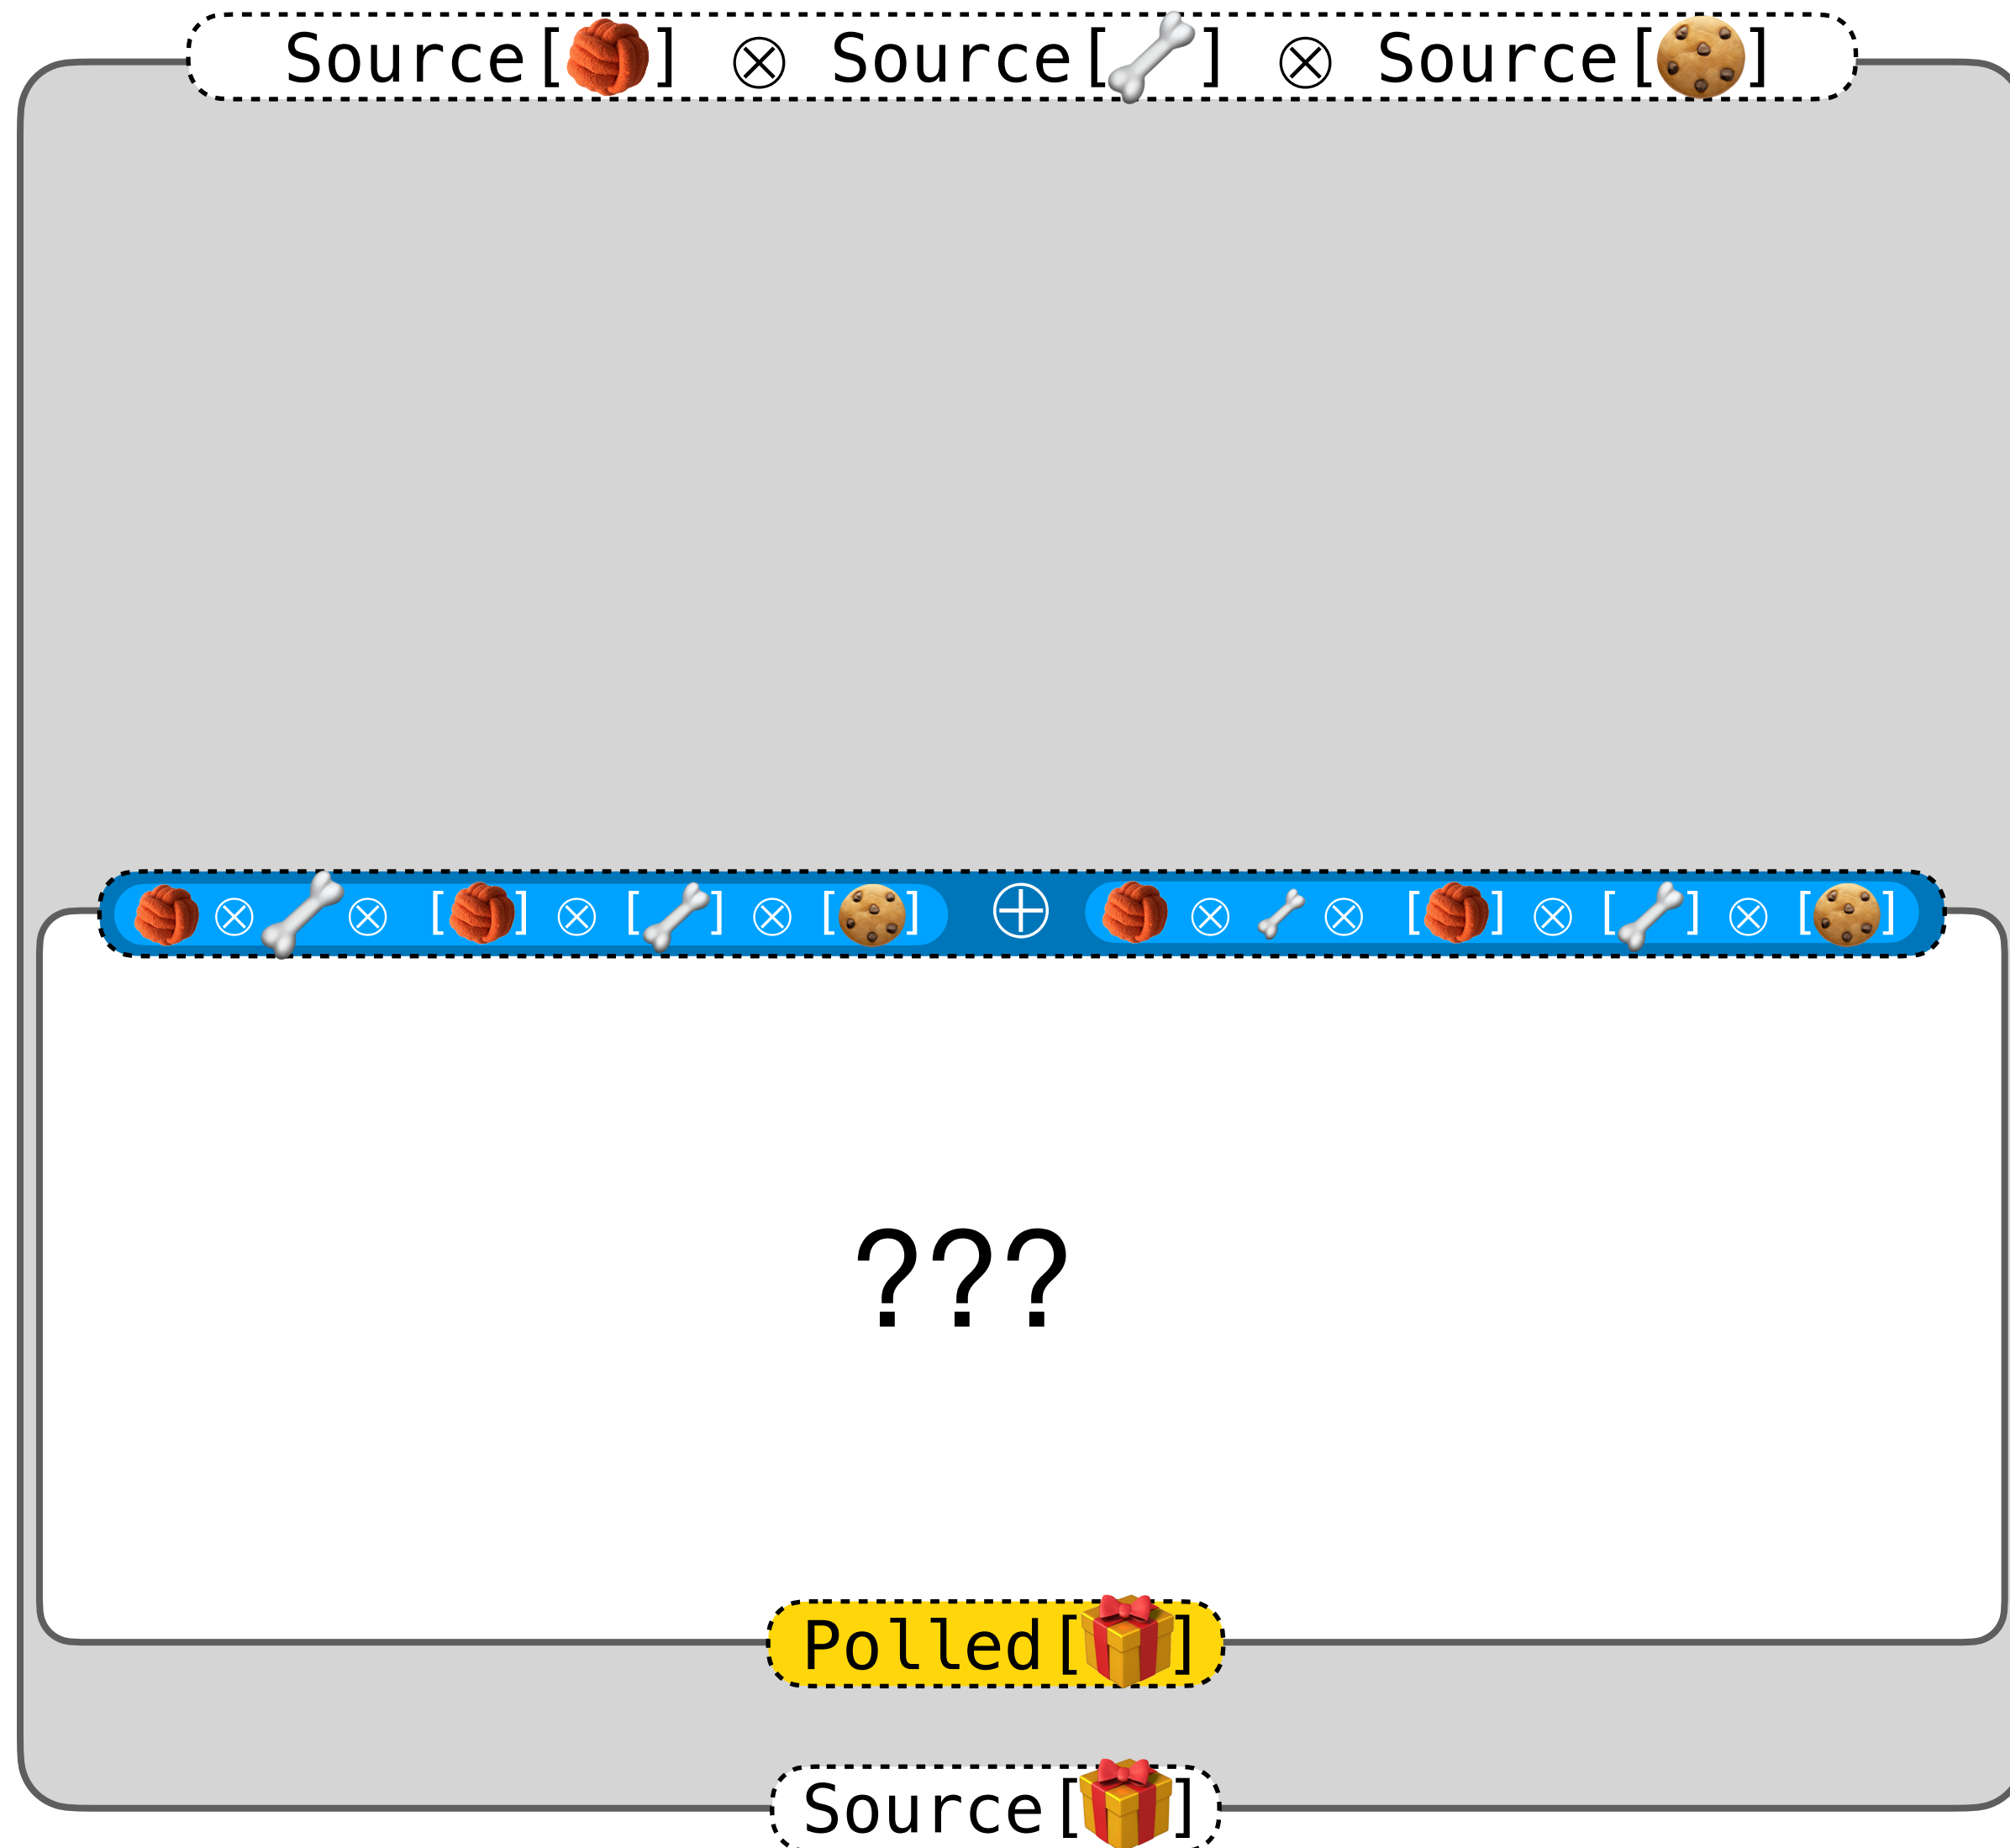 Source[🧶] ⊗ Source[🦴] ⊗ Source[🍪]
🧶 ⊗ 🦴 ⊗ [🧶] ⊗ [🦴] ⊗ [🍪] ⊕ 🧶 ⊗ 🦴 ⊗ [🧶] ⊗ [🦴] ⊗ [🍪]
???
Polled[🎁]
Source[🎁]